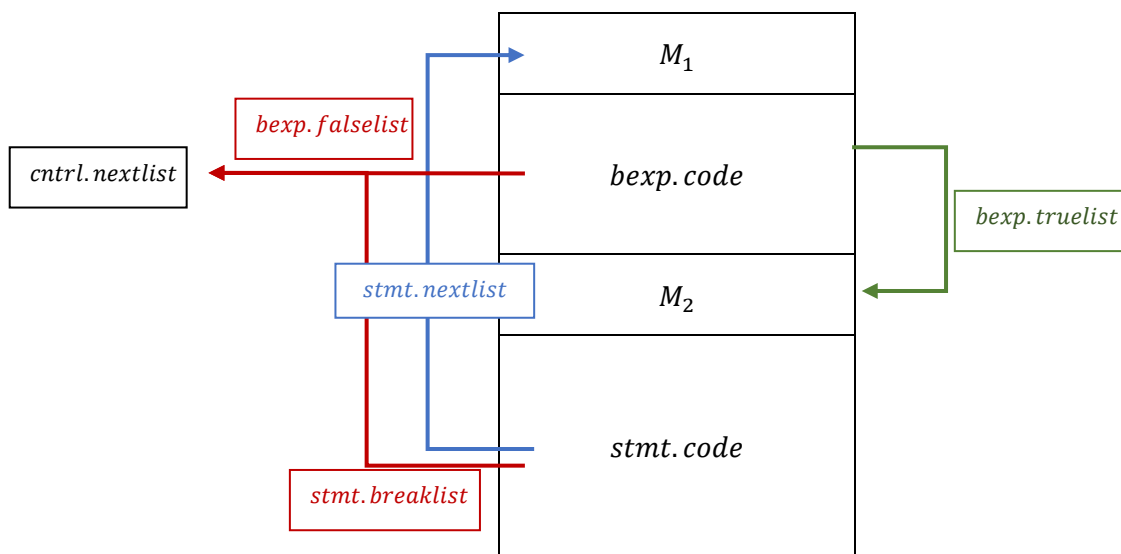 M₁
bexp.falselist
cntrl.nextlist
bexp.code
bexp.truelist
stmt.nextlist
M₂
stmt.code
stmt.breaklist